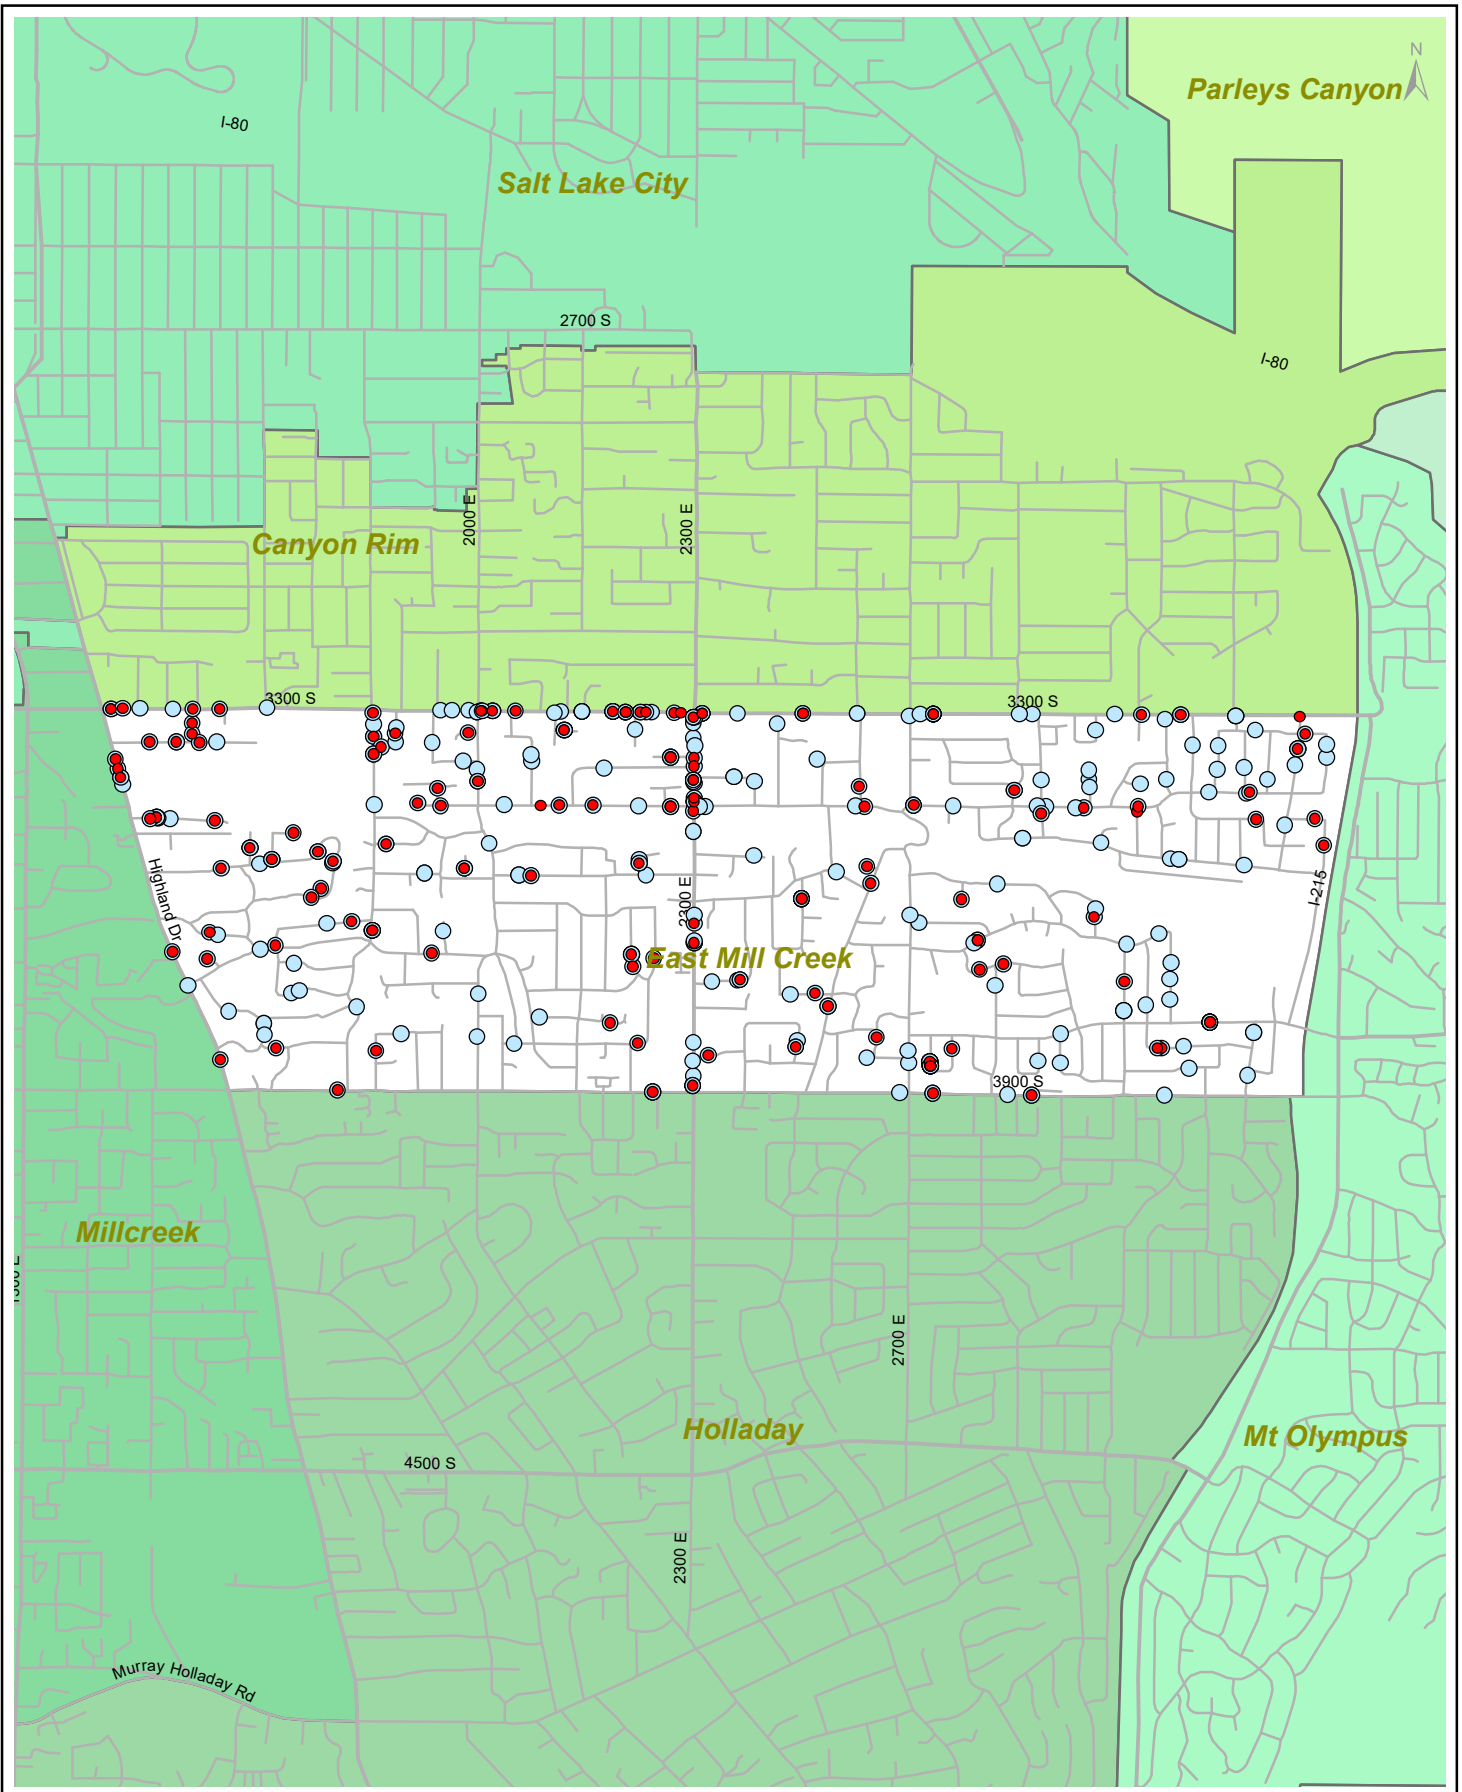 N
Parleys Canyon
I-80
Salt Lake City
2700 S
I-80
2000 E
2300 E
Canyon Rim
3300 S
3300 S
Highland Dr
2300 E
I-215
East Mill Creek
3900 S
Millcreek
2700 E
Holladay
Mt Olympus
4500 S
2300 E
Murray Holladay Rd